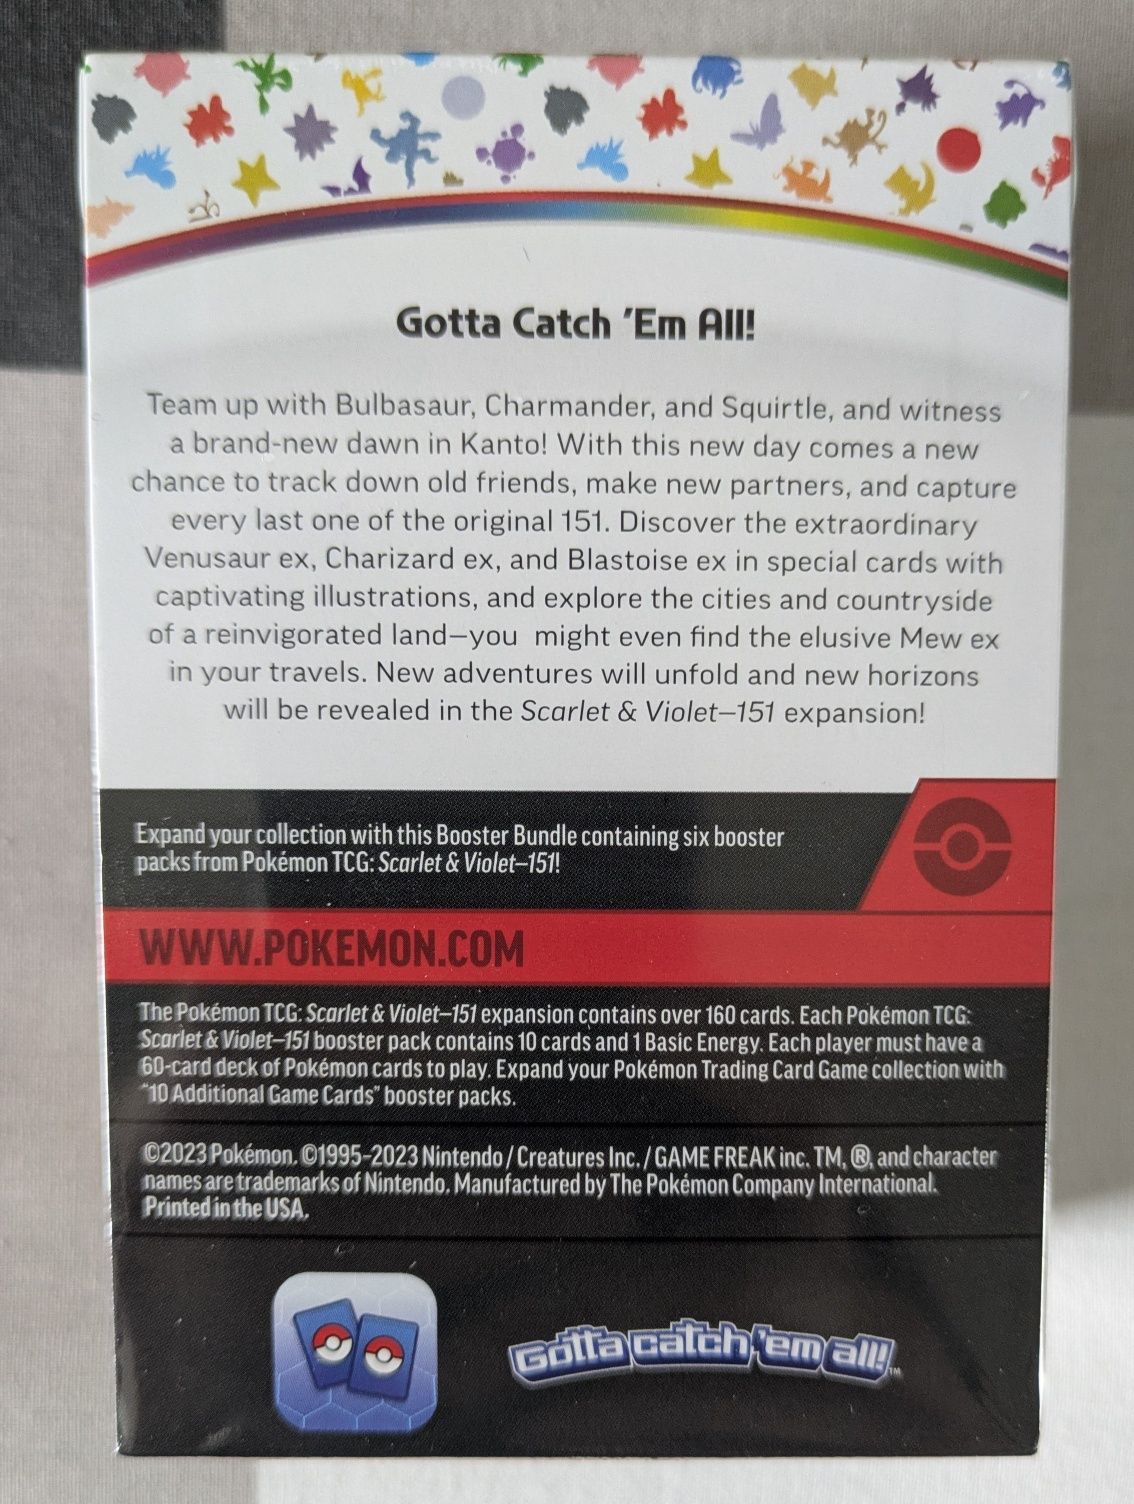 Gotta Catch 'Em All!
Team up with Bulbasaur, Charmander, and Squirtle, and witness
a brand-new dawn in Kanto! With this new day comes a new
chance to track down old friends, make new partners, and capture
every last one of the original 151. Discover the extraordinary
Venusaur ex, Charizard ex, and Blastoise ex in special cards with
captivating illustrations, and explore the cities and countryside
of a reinvigorated land—you might even find the elusive Mew ex
in your travels. New adventures will unfold and new horizons
will be revealed in the Scarlet & Violet—151 expansion!
Expand your collection with this Booster Bundle containing six booster
packs from Pokémon TCG: Scarlet & Violet—151!
WWW.POKEMON.COM
The Pokémon TCG: Scarlet & Violet—151 expansion contains over 160 cards. Each Pokémon TCG:
Scarlet & Violet—151 booster pack contains 10 cards and 1 Basic Energy. Each player must have a
60-card deck of Pokémon cards to play. Expand your Pokémon Trading Card Game collection with
"10 Additional Game Cards" booster packs.
©2023 Pokémon. ©1995–2023 Nintendo / Creatures Inc. / GAME FREAK inc. TM, ®, and character
names are trademarks of Nintendo. Manufactured by The Pokémon Company International.
Printed in the USA.
Gotta catch 'em all! TM